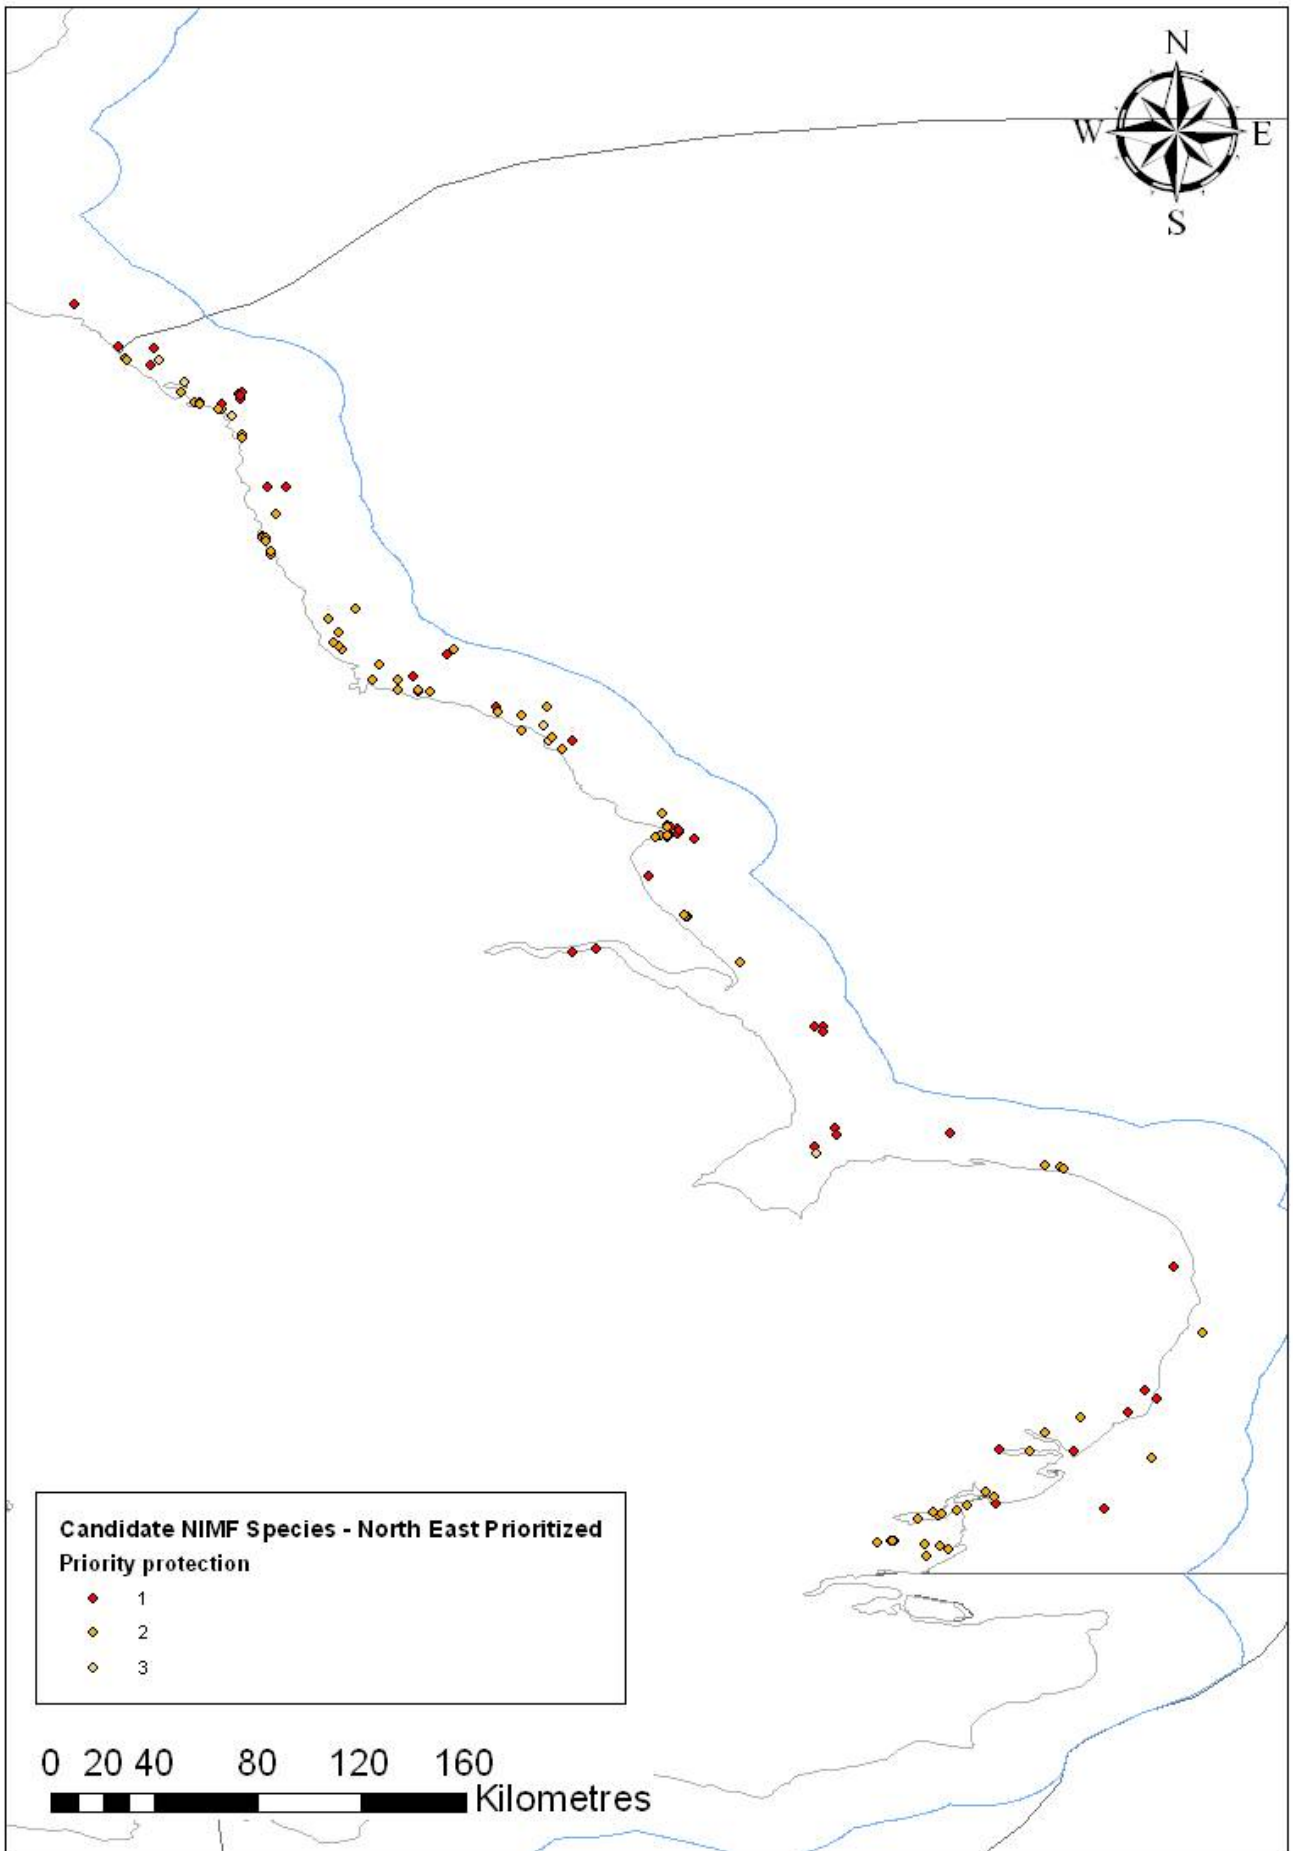 N
W E
S
Candidate NIMF Species - North East Prioritized
Priority protection
1
2
3
0 20 40 80 120 160
Kilometres